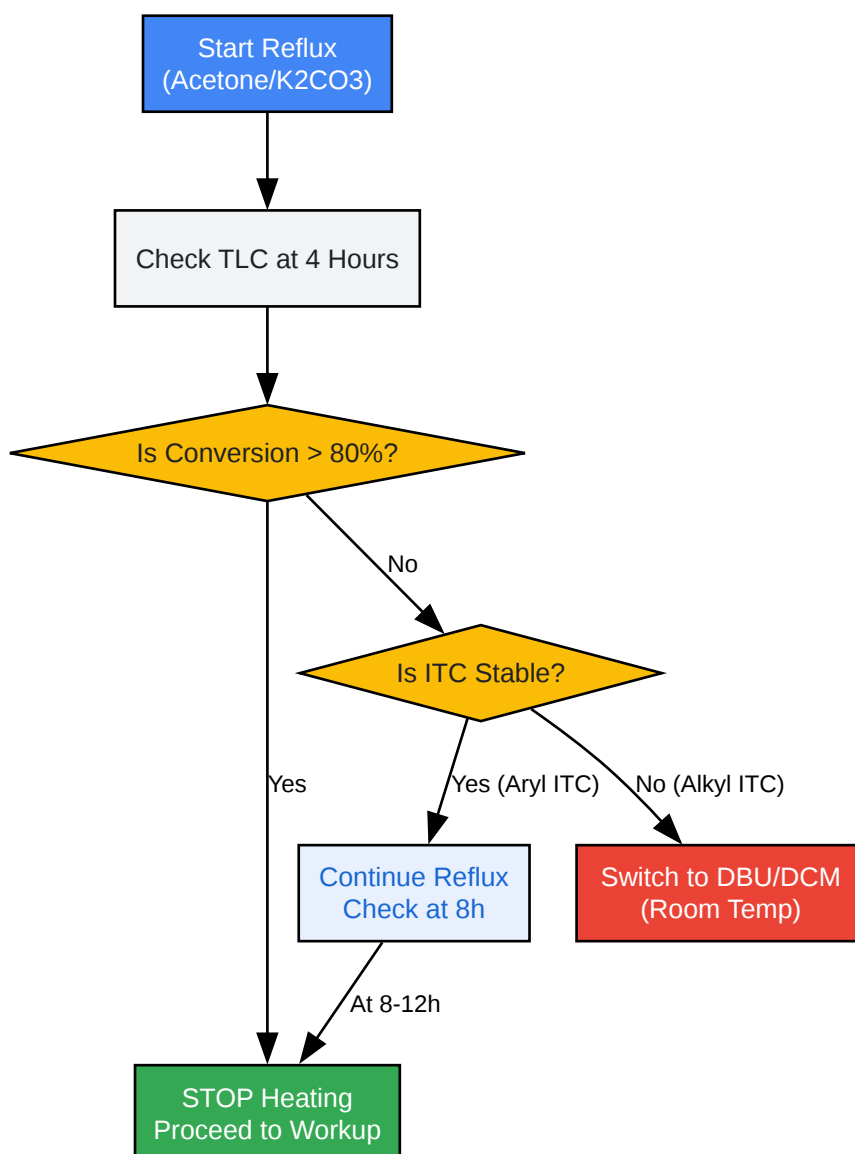 Start Reflux
(Acetone/K2CO3)
Check TLC at 4 Hours
Is Conversion > 80%?
No
Is ITC Stable?
Yes
Yes (Aryl ITC)
No (Alkyl ITC)
Continue Reflux
Check at 8h
Switch to DBU/DCM
(Room Temp)
At 8-12h
STOP Heating
Proceed to Workup